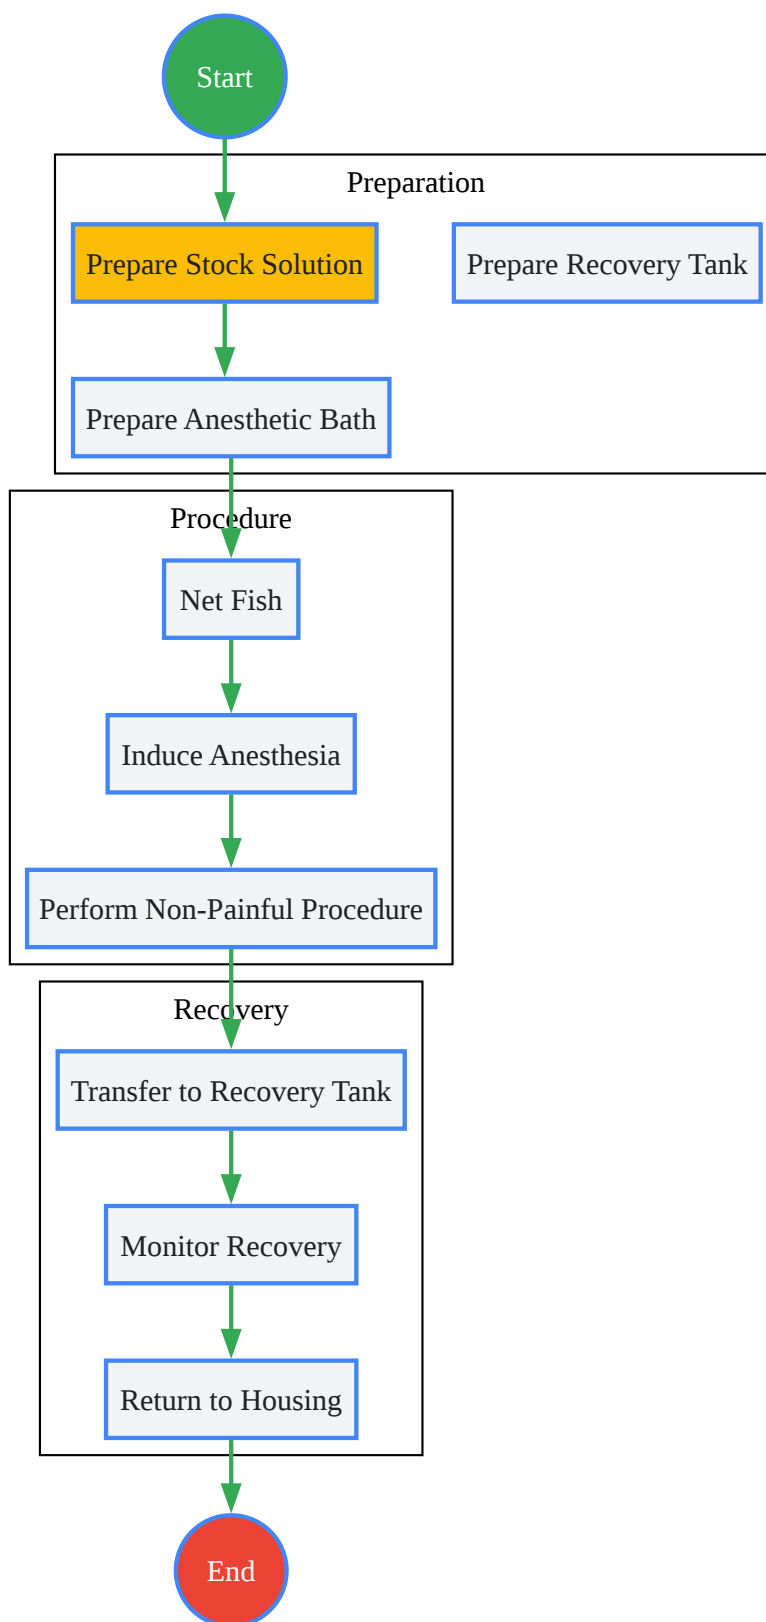 Start
Preparation
Prepare Stock Solution
Prepare Recovery Tank
Prepare Anesthetic Bath
Procedure
Net Fish
Induce Anesthesia
Perform Non-Painful Procedure
Recovery
Transfer to Recovery Tank
Monitor Recovery
Return to Housing
End